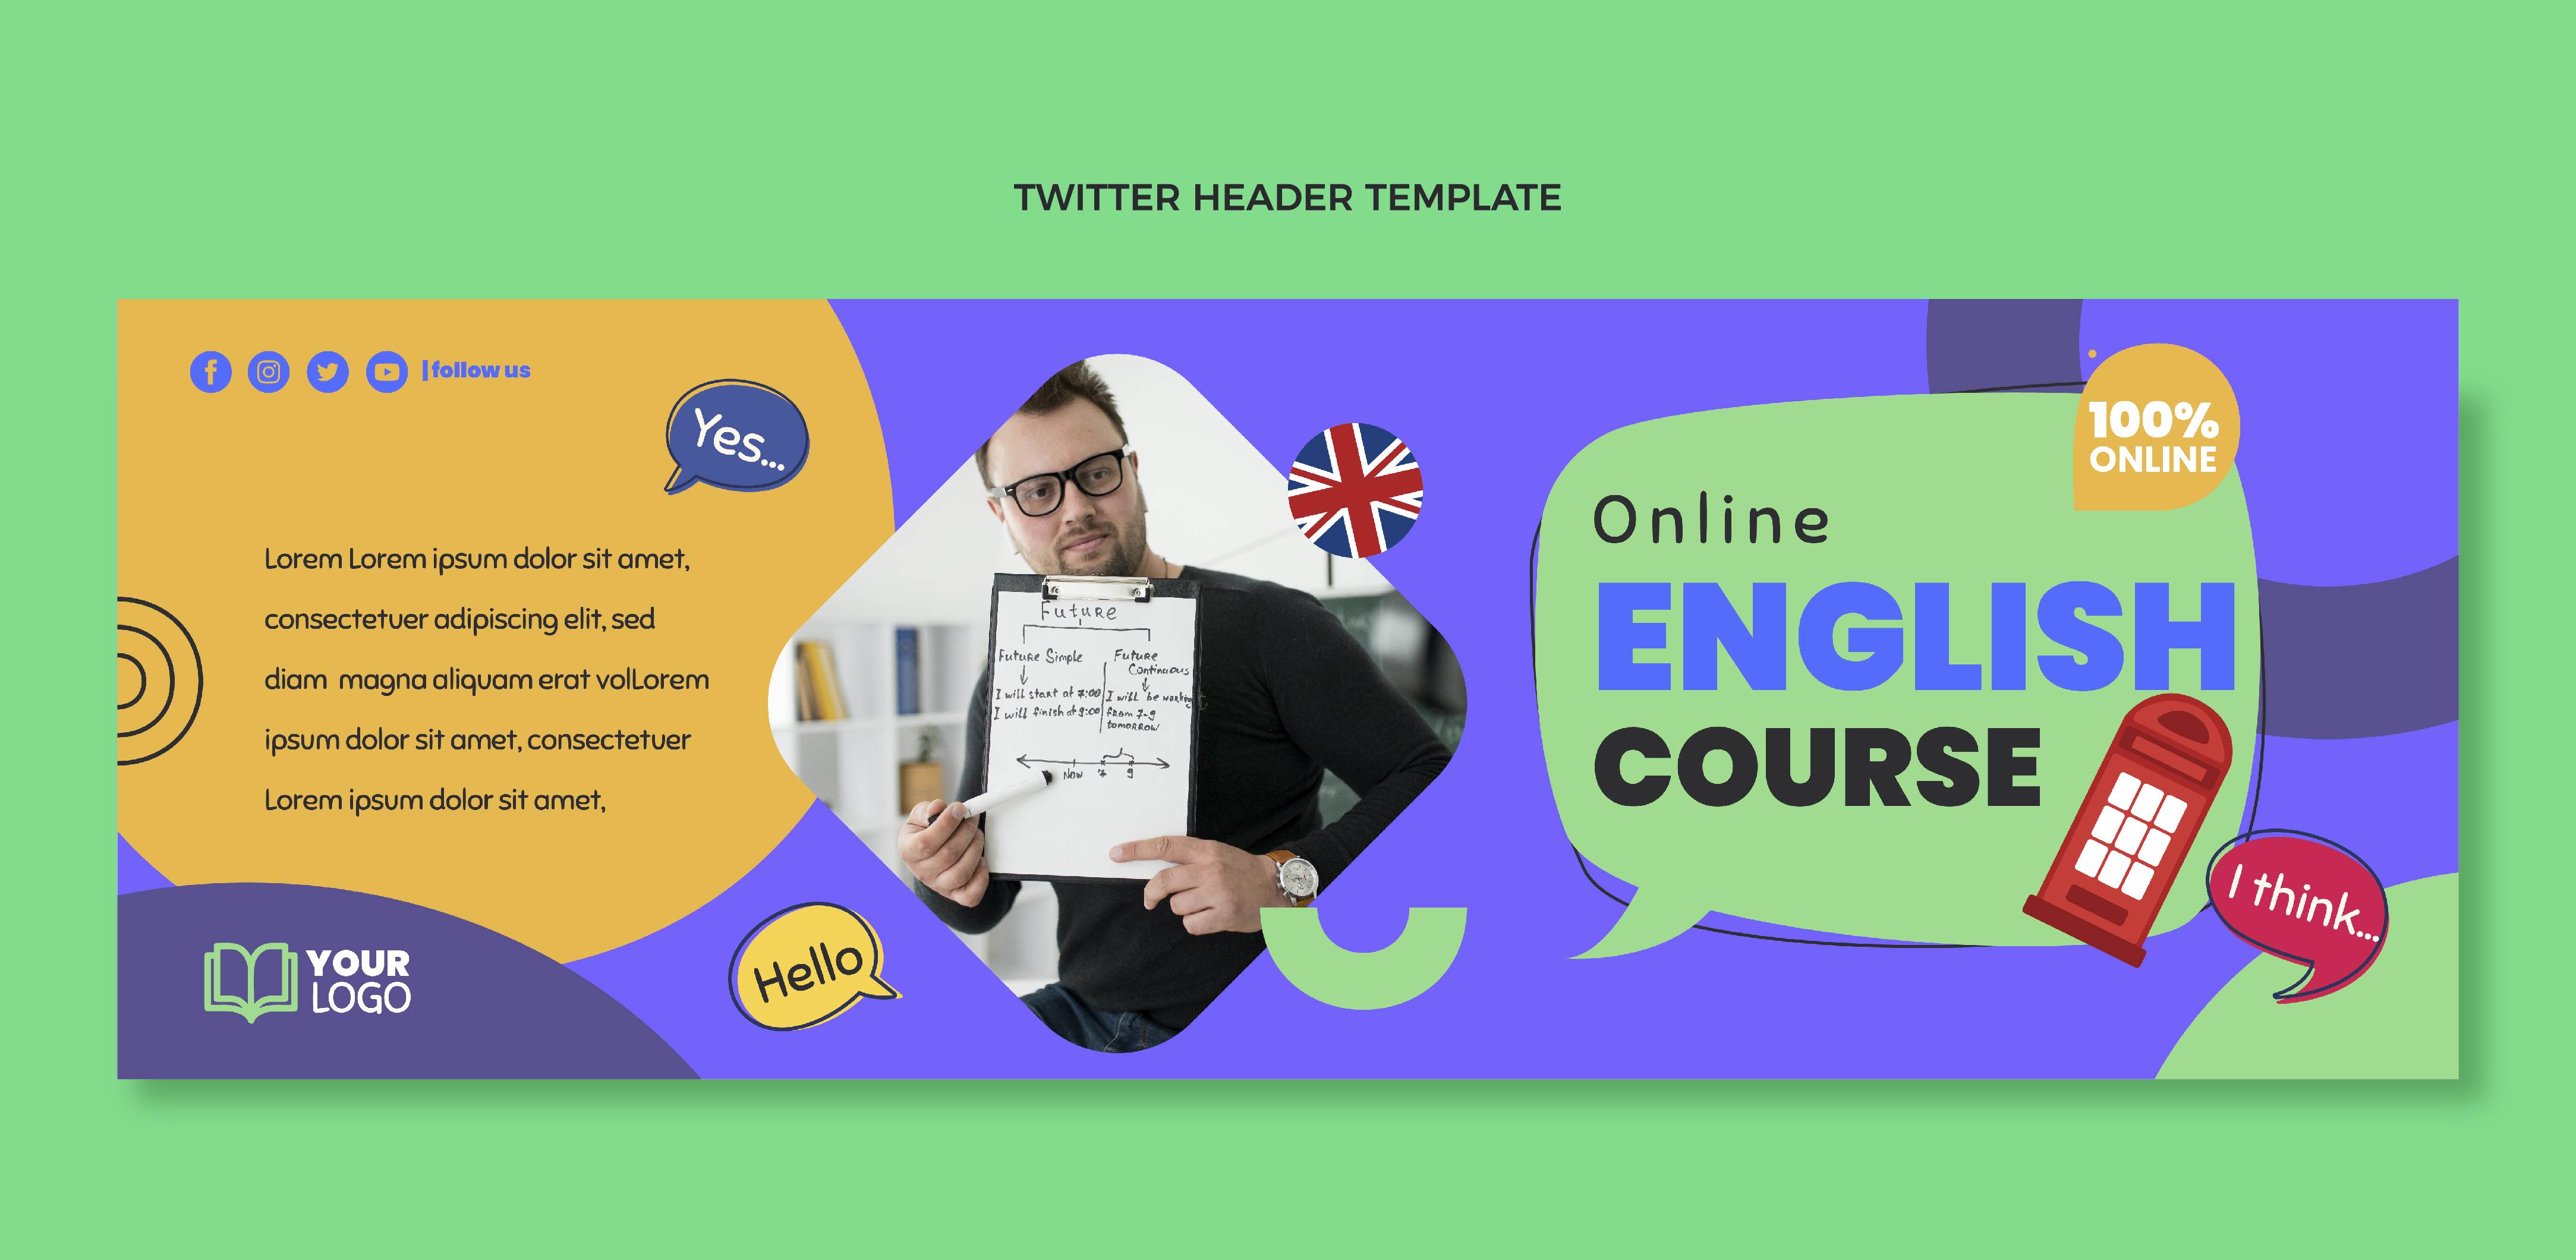 TWITTER HEADER TEMPLATE
|follow us
Yes...
Lorem Lorem ipsum dolor sit amet,
consectetuer adipiscing elit, sed
diam magna aliquam erat volLorem
ipsum dolor sit amet, consectetuer
Lorem ipsum dolor sit amet,
YOUR
LOGO
Hello
Future
Future Simple
I will start at 7:00
I will finish at 9:00
Future
Continuous
I will be working
from 7-9
tomorrow
Now 7 9
100%
ONLINE
Online
ENGLISH
COURSE
I think...